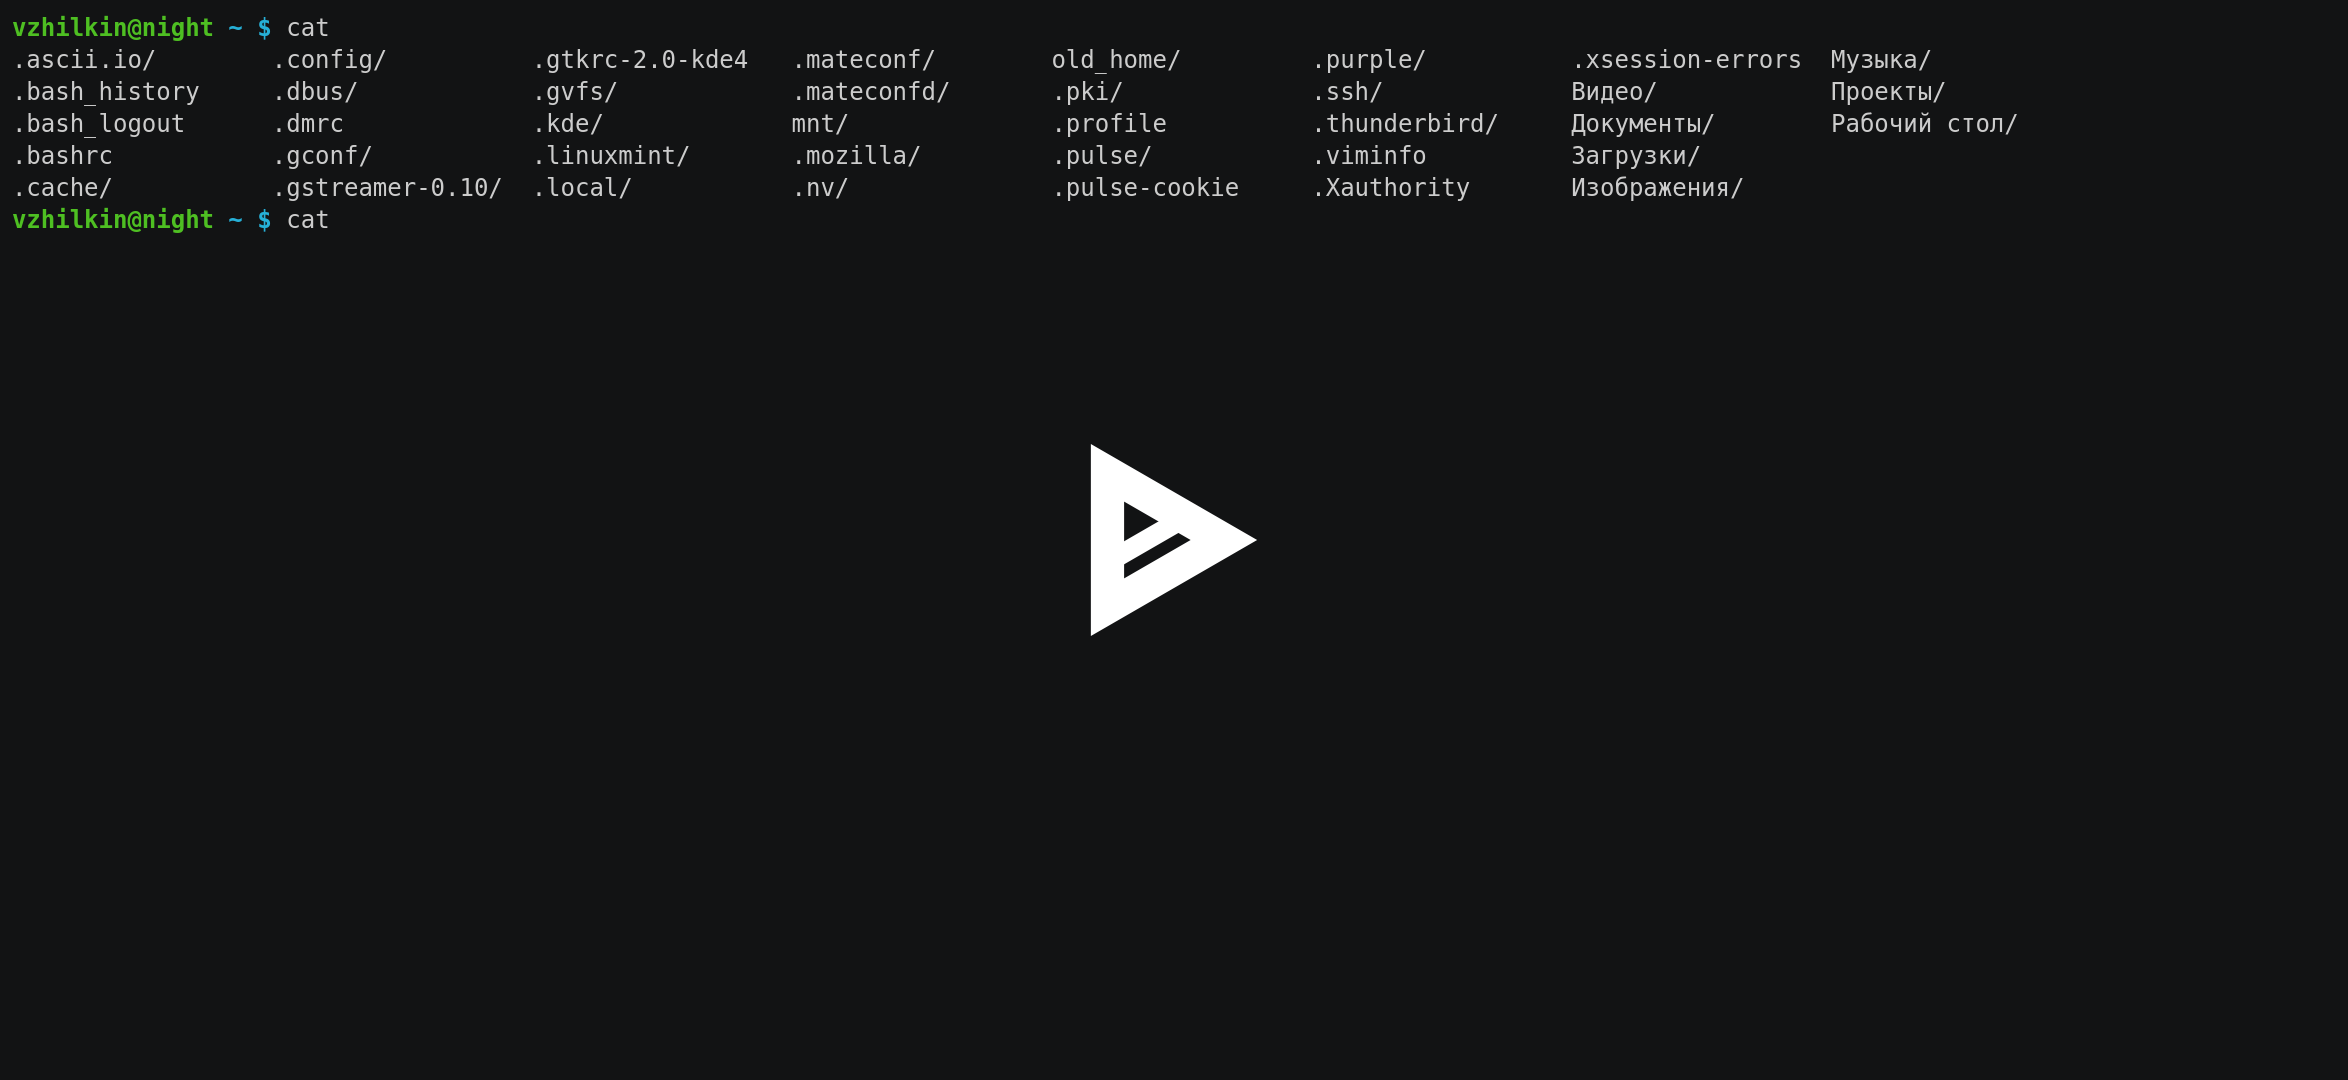 vzhilkin@night ~ $ cat
.ascii.io/        .config/          .gtkrc-2.0-kde4   .mateconf/        old_home/         .purple/          .xsession-errors  Музыка/
.bash_history     .dbus/            .gvfs/            .mateconfd/       .pki/             .ssh/             Видео/            Проекты/
.bash_logout      .dmrc             .kde/             mnt/              .profile          .thunderbird/     Документы/        Рабочий стол/
.bashrc           .gconf/           .linuxmint/       .mozilla/         .pulse/           .viminfo          Загрузки/
.cache/           .gstreamer-0.10/  .local/           .nv/              .pulse-cookie     .Xauthority       Изображения/
vzhilkin@night ~ $ cat